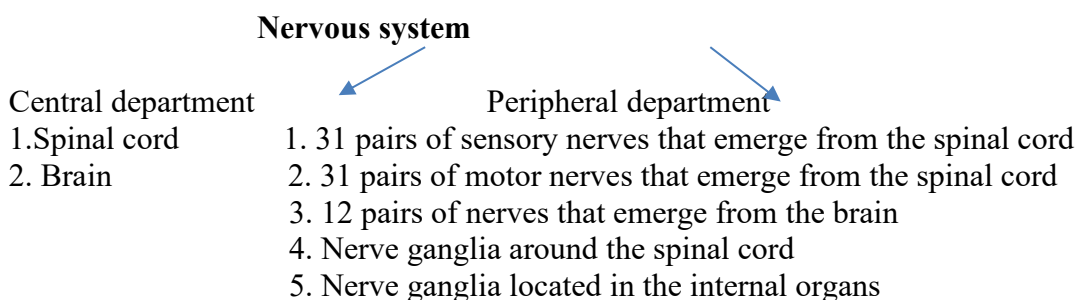 Nervous system
Central department Peripheral department
1.Spinal cord 1. 31 pairs of sensory nerves that emerge from the spinal cord
2. Brain 2. 31 pairs of motor nerves that emerge from the spinal cord
3. 12 pairs of nerves that emerge from the brain
4. Nerve ganglia around the spinal cord
5. Nerve ganglia located in the internal organs